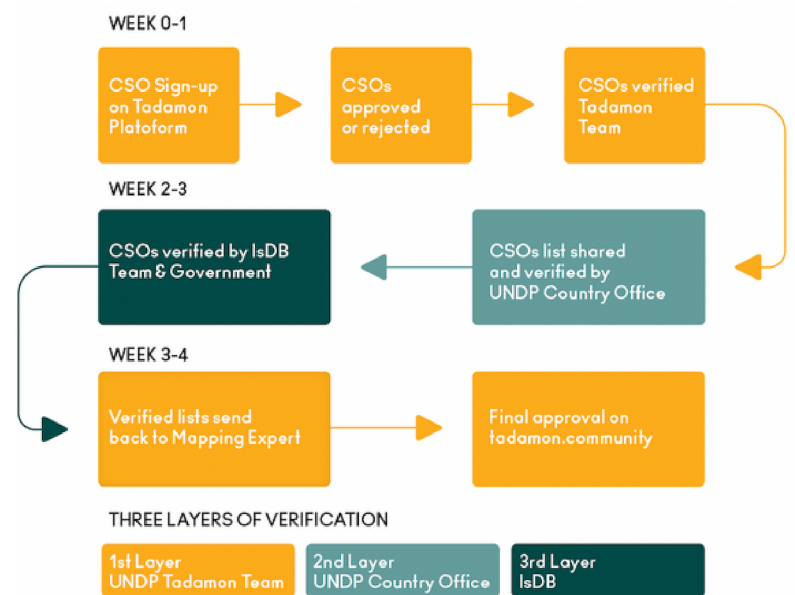 WEEK 0-1
CSO Sign-up
on Tadamon
Platoform
CSOs
approved
or rejected
CSOs verified
Tadamon
Team
WEEK 2-3
CSOs verified by IsDB
Team & Government
CSOs list shared
and verified by
UNDP Country Office
WEEK 3-4
Verified lists send
back to Mapping Expert
Final approval on
tadamon.community
THREE LAYERS OF VERIFICATION
1st Layer
UNDP Tadamon Team
2nd Layer
UNDP Country Office
3rd Layer
IsDB